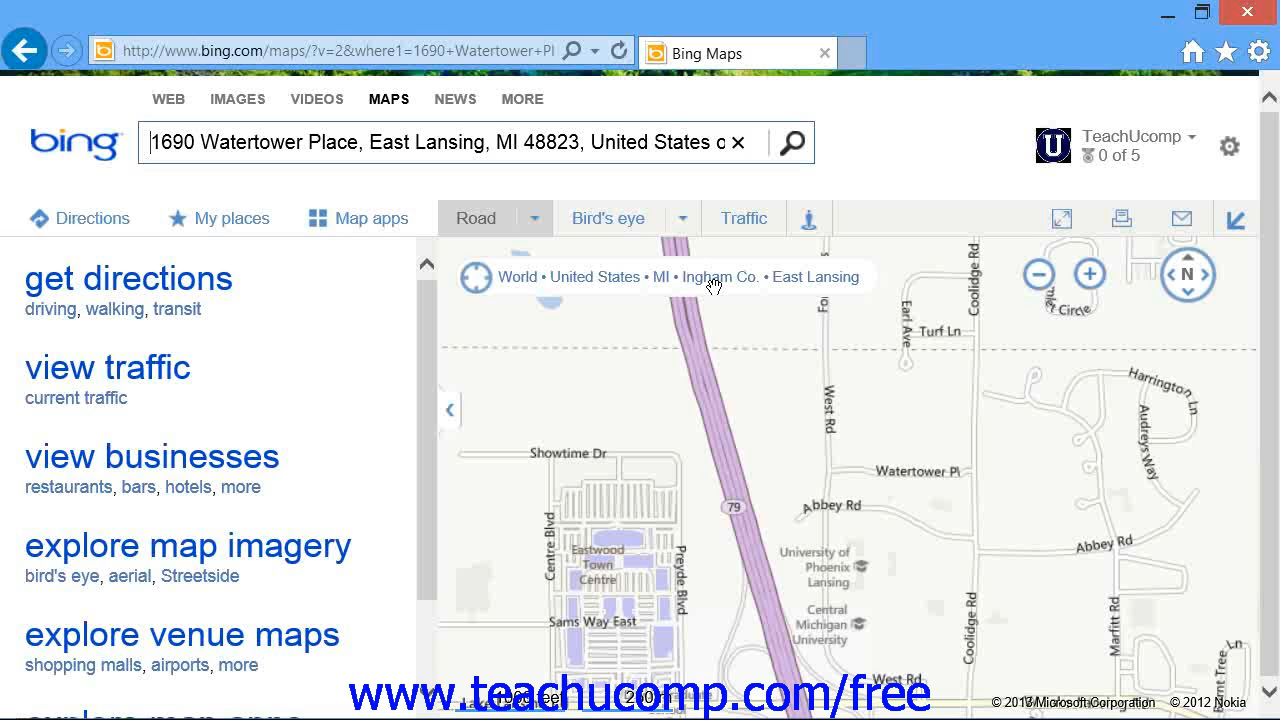 http://www.bing.com/maps/?v=2&where1=1690+Watertower+Pl
Bing Maps
WEB IMAGES VIDEOS MAPS NEWS MORE
bing
1690 Watertower Place, East Lansing, MI 48823, United States o
TeachUcomp
0 of 5
Directions My places Map apps
Road Bird's eye Traffic
get directions
driving, walking, transit
view traffic
current traffic
view businesses
restaurants, bars, hotels, more
explore map imagery
bird's eye, aerial, Streetside
explore venue maps
shopping malls, airports, more
World • United States • MI • Ingham Co. • East Lansing
N
Circle
Coolidge Rd
Earl Ave
Turf Ln
Harrington Ln
West Rd
Audreys Way
Showtime Dr
Watertower Pl
79
Abbey Rd
Centre Blvd
Eastwood
Town
Centre
Preyde Blvd
University of
Phoenix
Lansing
Abbey Rd
Central
Michigan
University
Sams Way East
Coolidge Rd
Marfitt Rd
West Rd
Burnt Tree Ln
www.teachucomp.com/free
Microsoft Corporation © 2012 Nokia